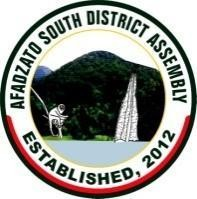 AFADZATO SOUTH DISTRICT ASSEMBLY
ESTABLISHED, 2012